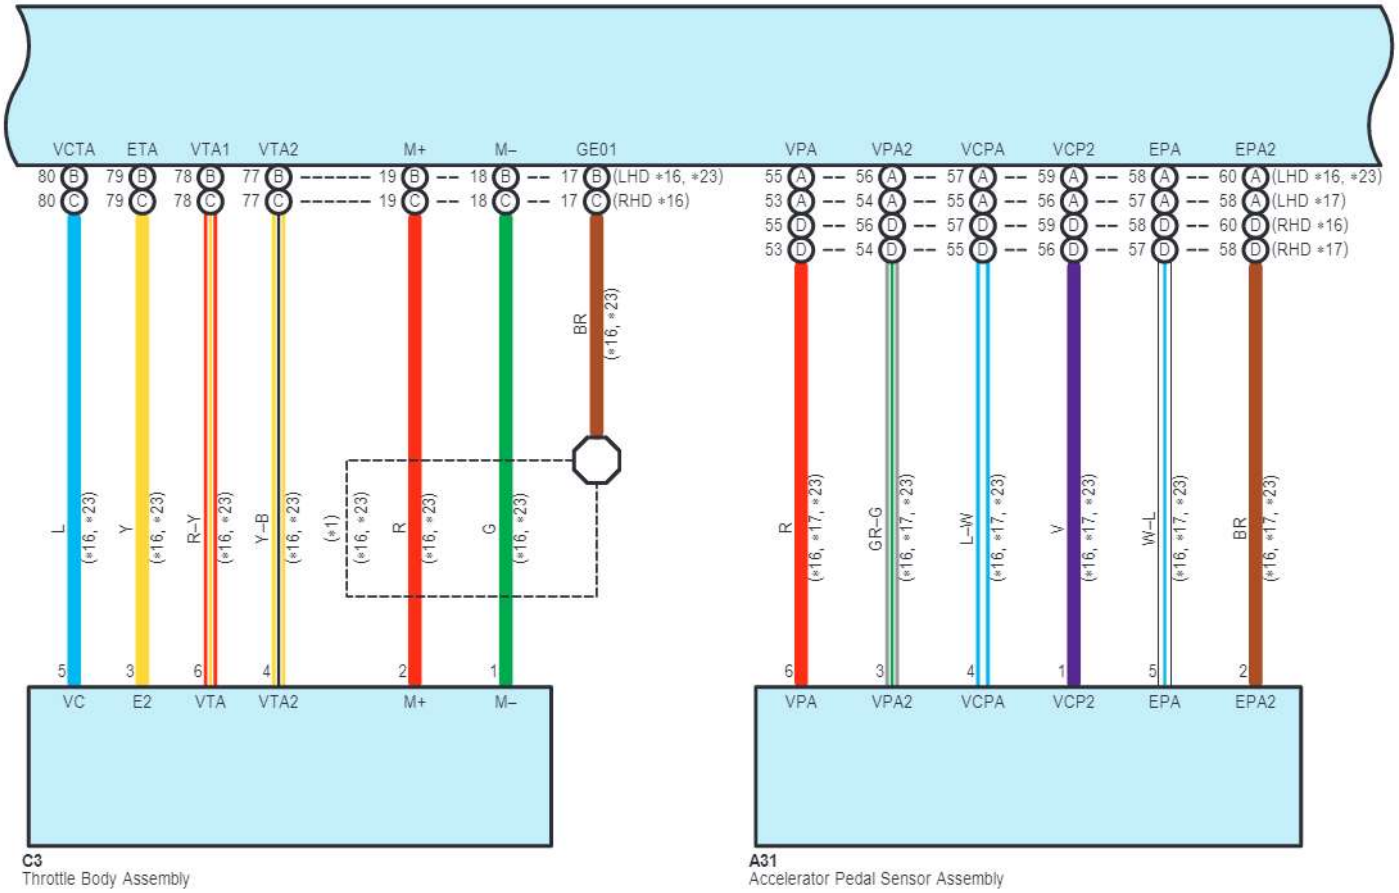 VCTA ETA VTA1 VTA2 M+ M– GE01 VPA VPA2 VCPA VCP2 EPA EPA2
80 B 79 B 78 B 77 B 19 B 18 B 17 B (LHD *16, *23) 55 A 56 A 57 A 59 A 58 A 60 A (LHD *16, *23)
80 C 79 C 78 C 77 C 19 C 18 C 17 C (RHD *16) 53 A 54 A 55 A 56 A 57 A 58 A (LHD *17)
55 D 56 D 57 D 59 D 58 D 60 D (RHD *16)
53 D 54 D 55 D 56 D 57 D 58 D (RHD *17)
BR
(*16, *23)
L
(*16, *23)
Y
(*16, *23)
R–Y
(*16, *23)
Y–B
(*16, *23)
(*1)
(*16, *23)
R
(*16, *23)
G
(*16, *23)
R
(*16, *17, *23)
GR–G
(*16, *17, *23)
L–W
(*16, *17, *23)
V
(*16, *17, *23)
W–L
(*16, *17, *23)
BR
(*16, *17, *23)
5 3 6 4 2 1 6 3 4 1 5 2
VC E2 VTA VTA2 M+ M– VPA VPA2 VCPA VCP2 EPA EPA2
C3
Throttle Body Assembly
A31
Accelerator Pedal Sensor Assembly